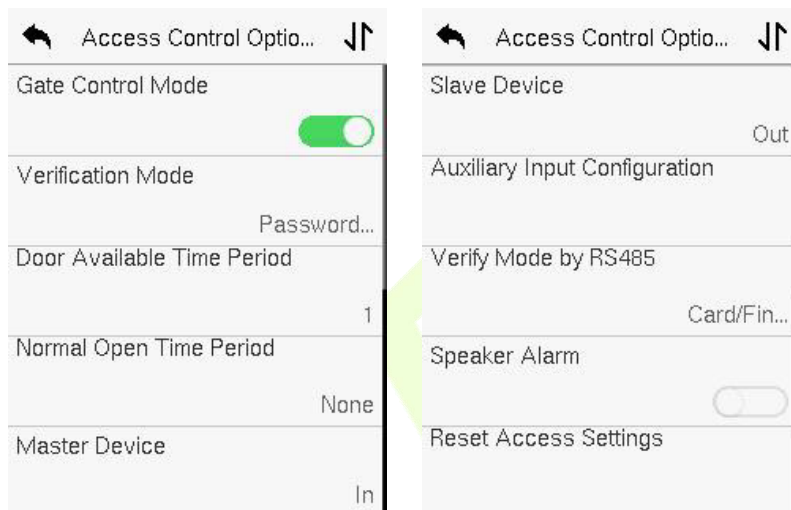 Access Control Optio...
Gate Control Mode
Verification Mode
Password...
Door Available Time Period
1
Normal Open Time Period
None
Master Device
In
Access Control Optio...
Slave Device
Out
Auxiliary Input Configuration
Verify Mode by RS485
Card/Fin...
Speaker Alarm
Reset Access Settings